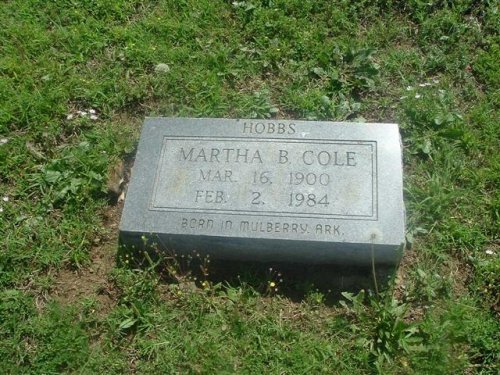 HOBBS
MARTHA B. COLE
MAR. 16, 1900
FEB. 2, 1984
BORN IN MULBERRY, ARK.